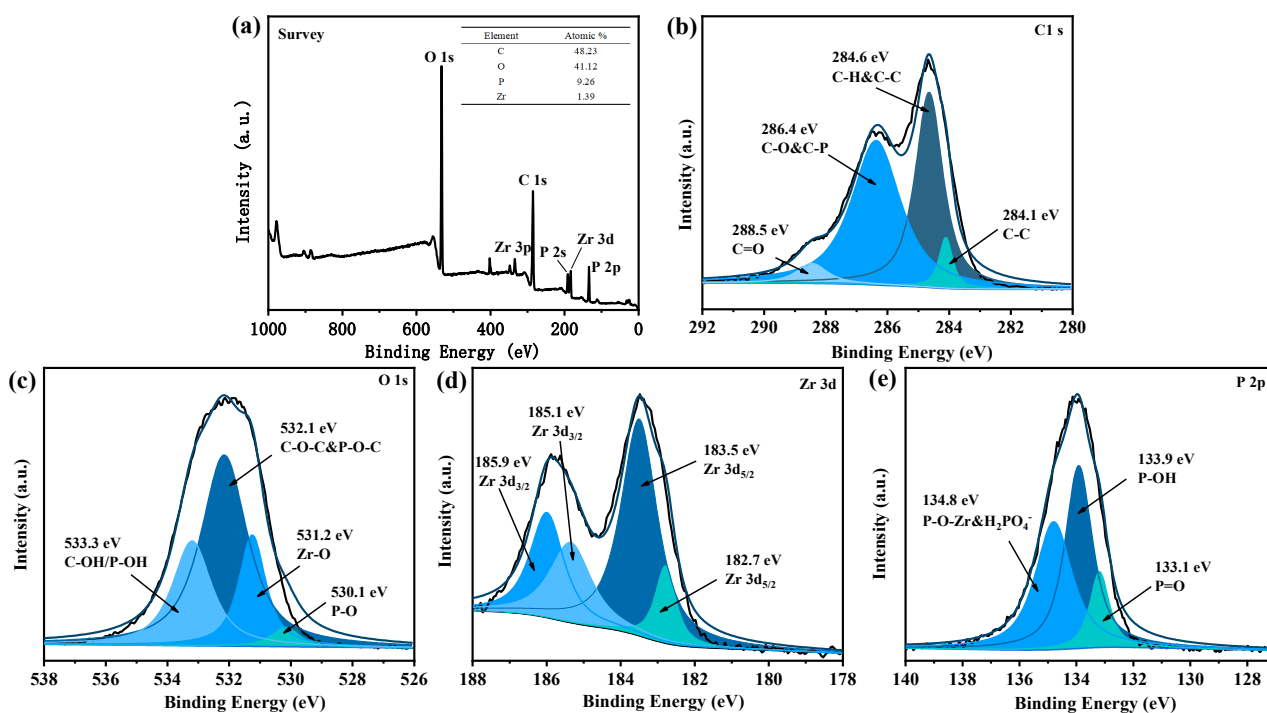 (a)
Survey
Element Atomic %
C 48.23
O 41.12
P 9.26
Zr 1.39
O 1s
C 1s
Zr 3p
P 2s
Zr 3d
P 2p
Intensity (a. u.)
1000 800 600 400 200 0
Binding Energy (eV)
(b)
C1 s
284.6 eV
C-H&C-C
286.4 eV
C-O&C-P
288.5 eV
C=O
284.1 eV
C-C
Intensity (a.u.)
292 290 288 286 284 282 280
Binding Energy (eV)
(c)
O 1s
532.1 eV
C-O-C&P-O-C
533.3 eV
C-OH/P-OH
531.2 eV
Zr-O
530.1 eV
P-O
Intensity (a.u.)
538 536 534 532 530 528 526
Binding Energy (eV)
(d)
Zr 3d
185.1 eV
Zr 3d3/2
185.9 eV
Zr 3d3/2
183.5 eV
Zr 3d5/2
182.7 eV
Zr 3d5/2
Intensity (a.u.)
188 186 184 182 180 178
Binding Energy (eV)
(e)
P 2p
133.9 eV
P-OH
134.8 eV
P-O-Zr&H2PO4-
133.1 eV
P=O
Intensity (a.u.)
140 138 136 134 132 130 128
Binding Energy (eV)